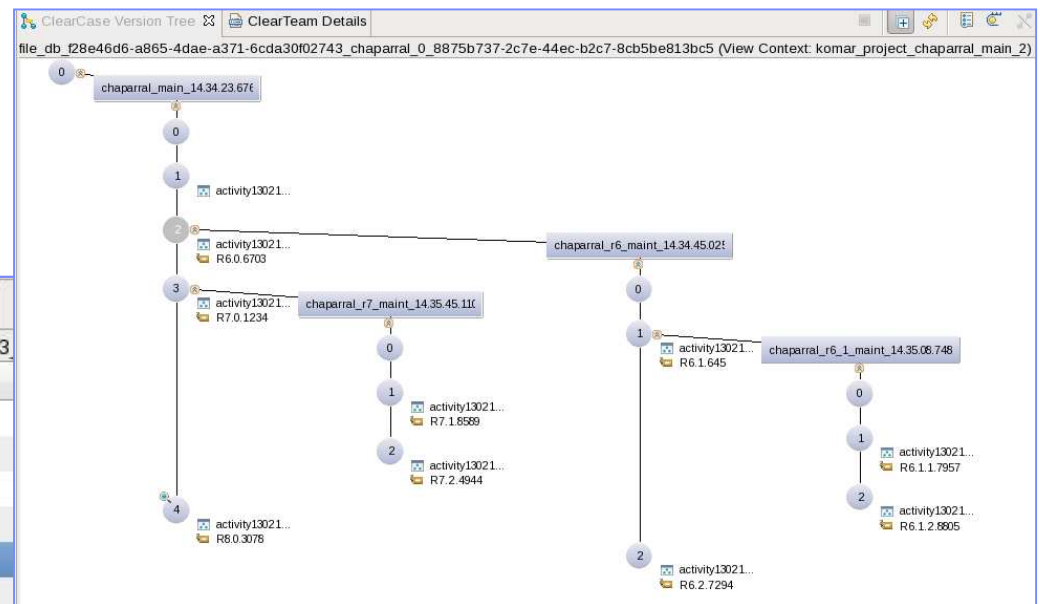 ClearCase Version Tree
ClearTeam Details
file_db_f28e46d6-a865-4dae-a371-6cda30f02743_chaparral_0_8875b737-2c7e-44ec-b2c7-8cb5be813bc5 (View Context: komar_project_chaparral_main_2)
0
chaparral_main_14.34.23.676
0
1
activity13021...
2
activity13021...
R6.0.6703
chaparral_r6_maint_14.34.45.025
3
activity13021...
R7.0.1234
chaparral_r7_maint_14.35.45.110
0
0
1
activity13021...
R6.1.645
chaparral_r6_1_maint_14.35.08.748
3
0
0
1
activity13021...
R7.1.8589
1
activity13021...
R6.1.1.7957
2
activity13021...
R7.2.4944
2
activity13021...
R6.1.2.8805
4
activity13021...
R8.0.3078
2
activity13021...
R6.2.7294